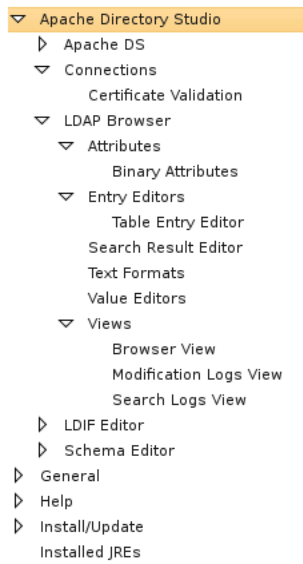 Apache Directory Studio
Apache DS
Connections
Certificate Validation
LDAP Browser
Attributes
Binary Attributes
Entry Editors
Table Entry Editor
Search Result Editor
Text Formats
Value Editors
Views
Browser View
Modification Logs View
Search Logs View
LDIF Editor
Schema Editor
General
Help
Install/Update
Installed JREs